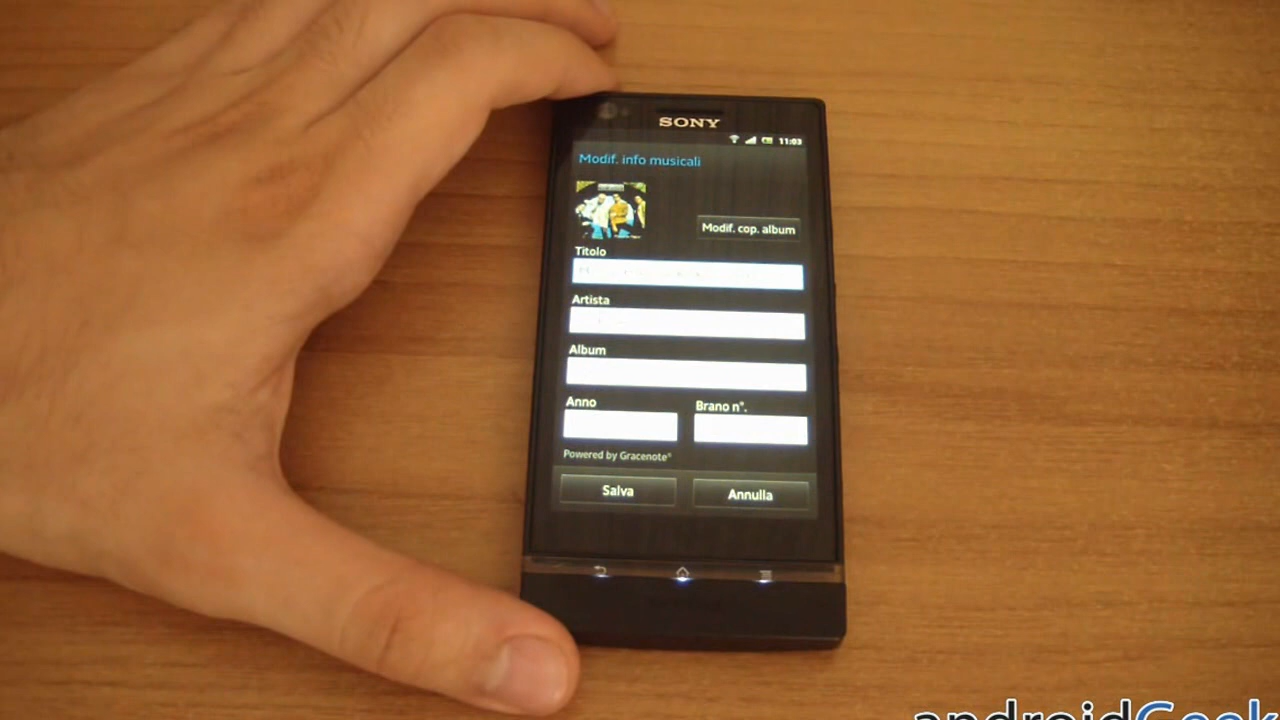 SONY
11:03
Modif. info musicali
Modif. cop. album
Titolo
Artista
Album
Anno
Brano n°.
Powered by Gracenote®
Salva
Annulla
androidGeek